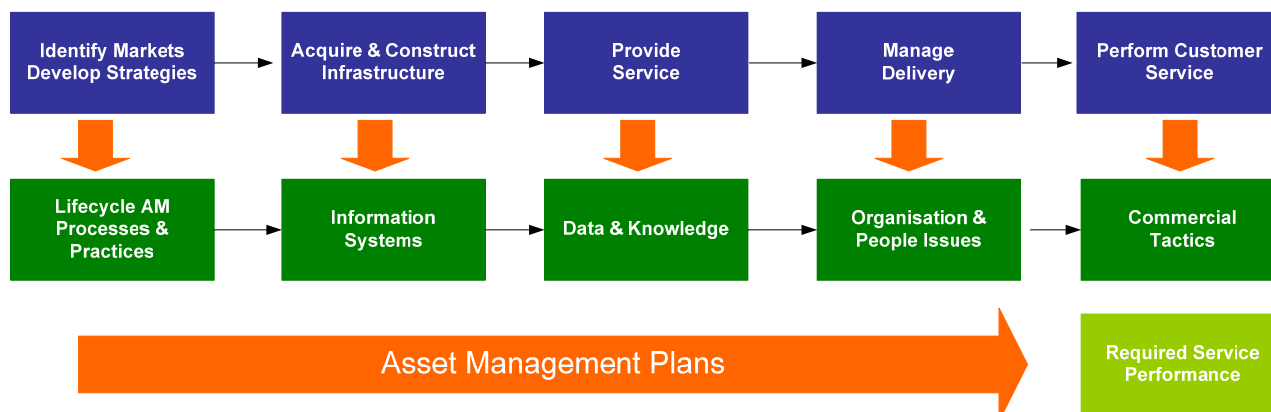 Identify Markets
Develop Strategies
Acquire & Construct
Infrastructure
Provide
Service
Manage
Delivery
Perform Customer
Service
Lifecycle AM
Processes &
Practices
Information
Systems
Data & Knowledge
Organisation &
People Issues
Commercial
Tactics
Asset Management Plans
Required Service
Performance